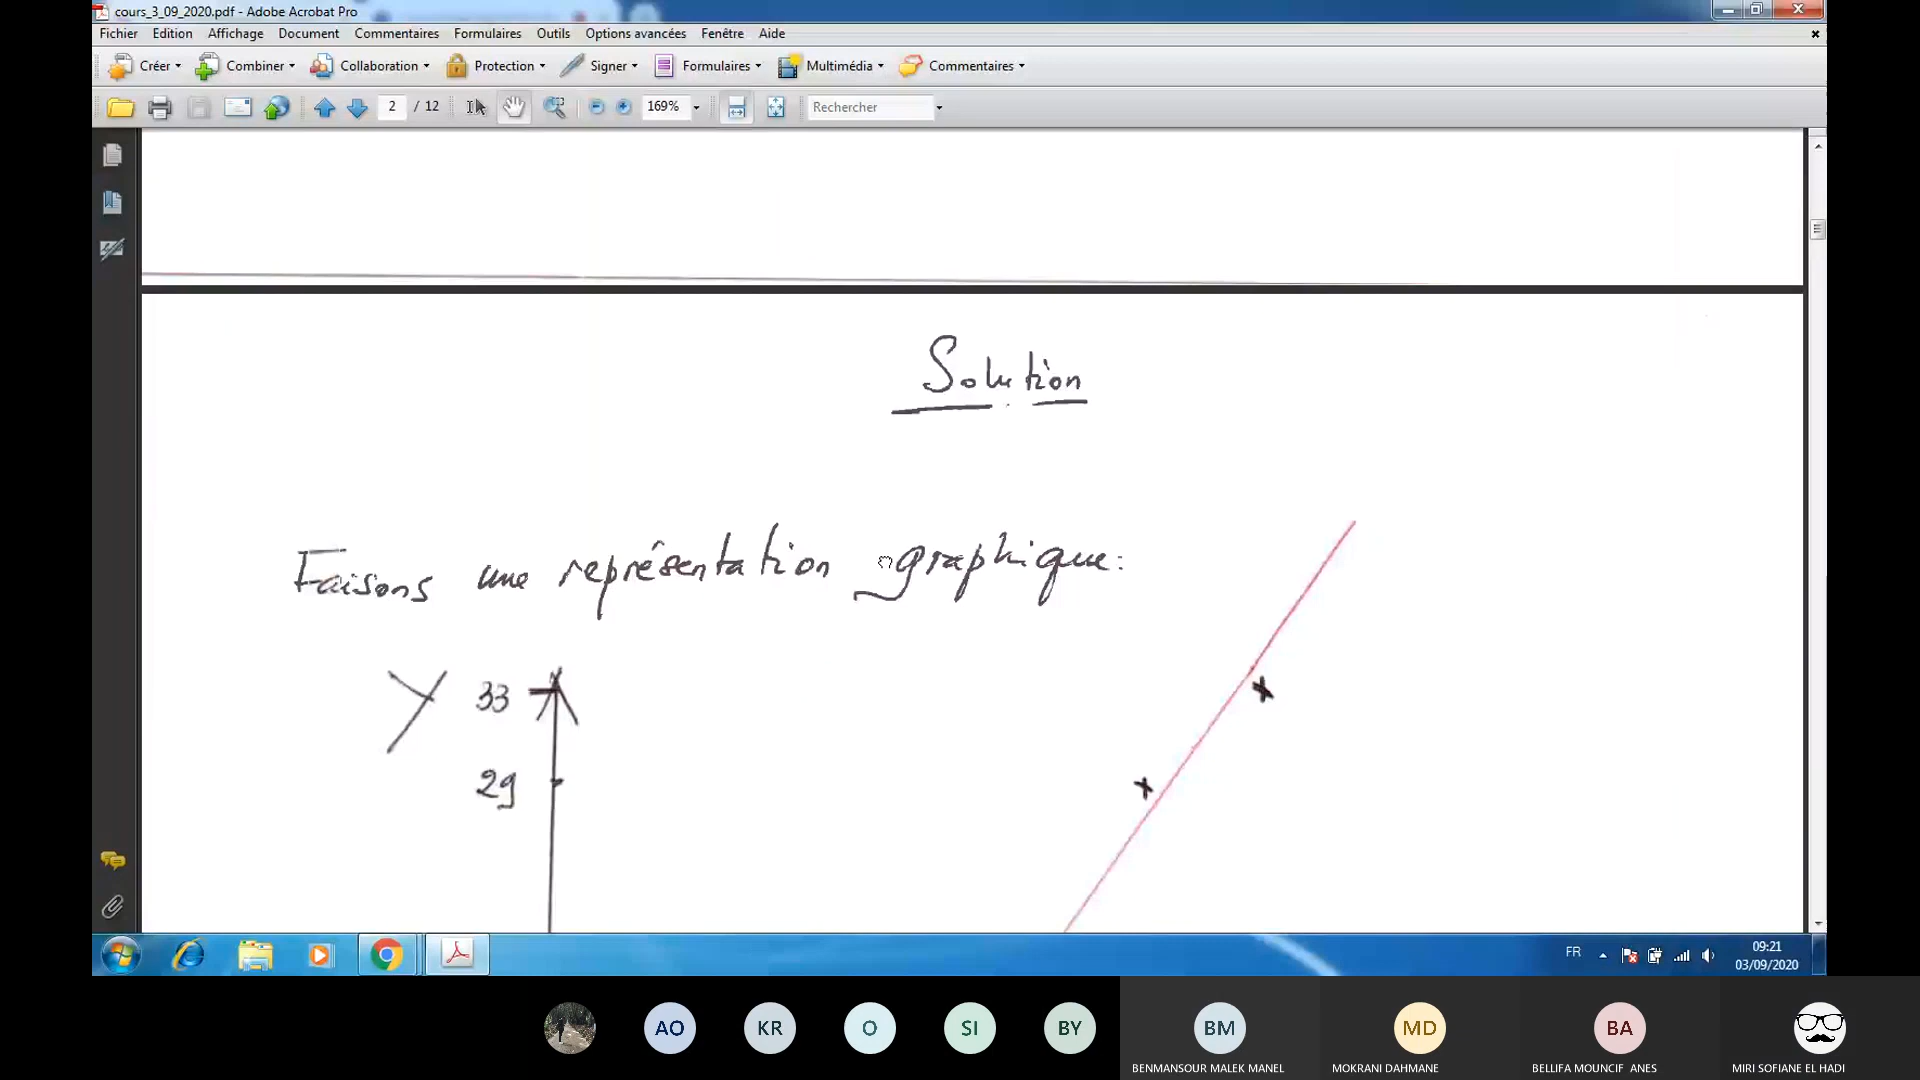 cours_3_09_2020.pdf - Adobe Acrobat Pro
Fichier Edition Affichage Document Commentaires Formulaires Outils Options avancées Fenêtre Aide
Créer Combiner Collaboration Protection Signer Formulaires Multimédia Commentaires
2 / 12 169% Rechercher
Solution
Faisons une représentation graphique:
Y 33
29
FR
09:21
03/09/2020
AO KR O SI BY BM MD BA
BENMANSOUR MALEK MANEL MOKRANI DAHMANE BELLIFA MOUNCIF ANES MIRI SOFIANE EL HADI